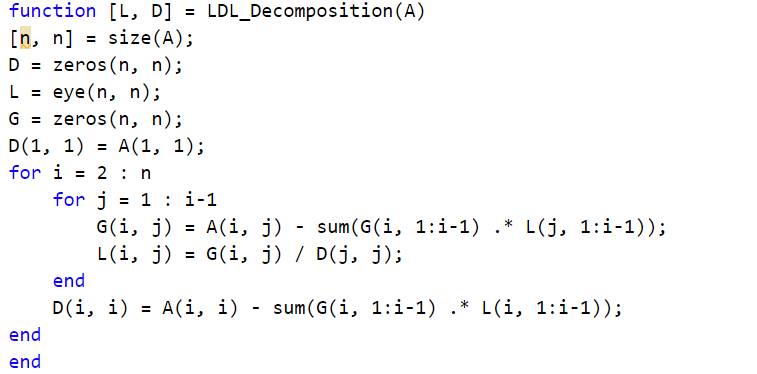 function [L, D] = LDL_Decomposition(A)
[n, n] = size(A);
D = zeros(n, n);
L = eye(n, n);
G = zeros(n, n);
D(1, 1) = A(1, 1);
for i = 2 : n
    for j = 1 : i-1
        G(i, j) = A(i, j) - sum(G(i, 1:i-1) .* L(j, 1:i-1));
        L(i, j) = G(i, j) / D(j, j);
    end
    D(i, i) = A(i, i) - sum(G(i, 1:i-1) .* L(i, 1:i-1));
end
end